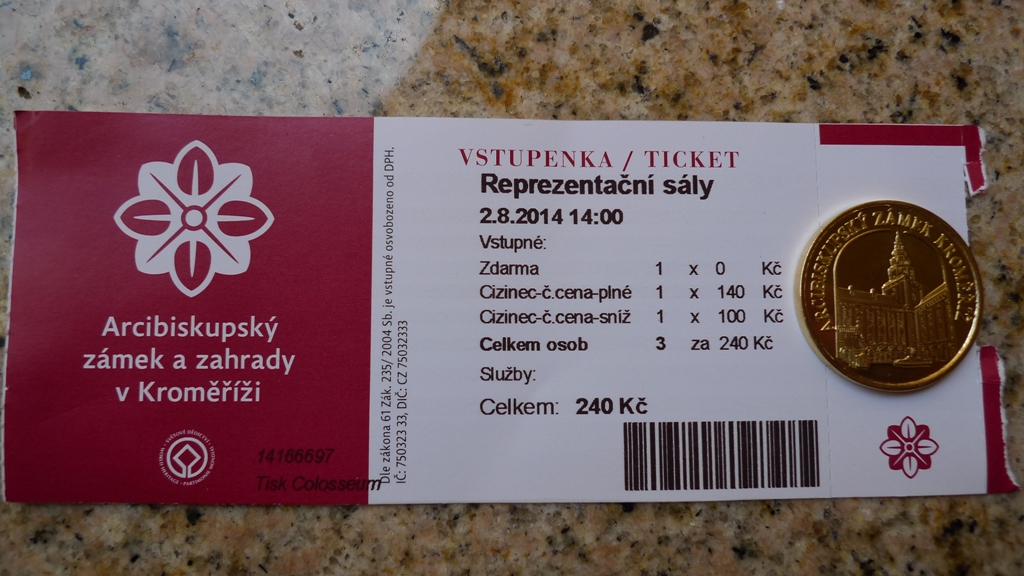 Arcibiskupský
zámek a zahrady
v Kroměříži
14166697
Tisk Colosseum
Dle zákona 61 Zák. 235/ 2004 Sb. je vstupné osvobozeno od DPH.
IČ: 750323 33, DIČ: CZ 75032333
VSTUPENKA / TICKET
Reprezentační sály
2.8.2014 14:00
Vstupné:
Zdarma 1 x 0 Kč
Cizinec-č.cena-plné 1 x 140 Kč
Cizinec-č.cena-sníž 1 x 100 Kč
Celkem osob 3 za 240 Kč
Služby:
Celkem: 240 Kč
ARCIBISKUPSKÝ ZÁMEK KROMĚŘÍŽ